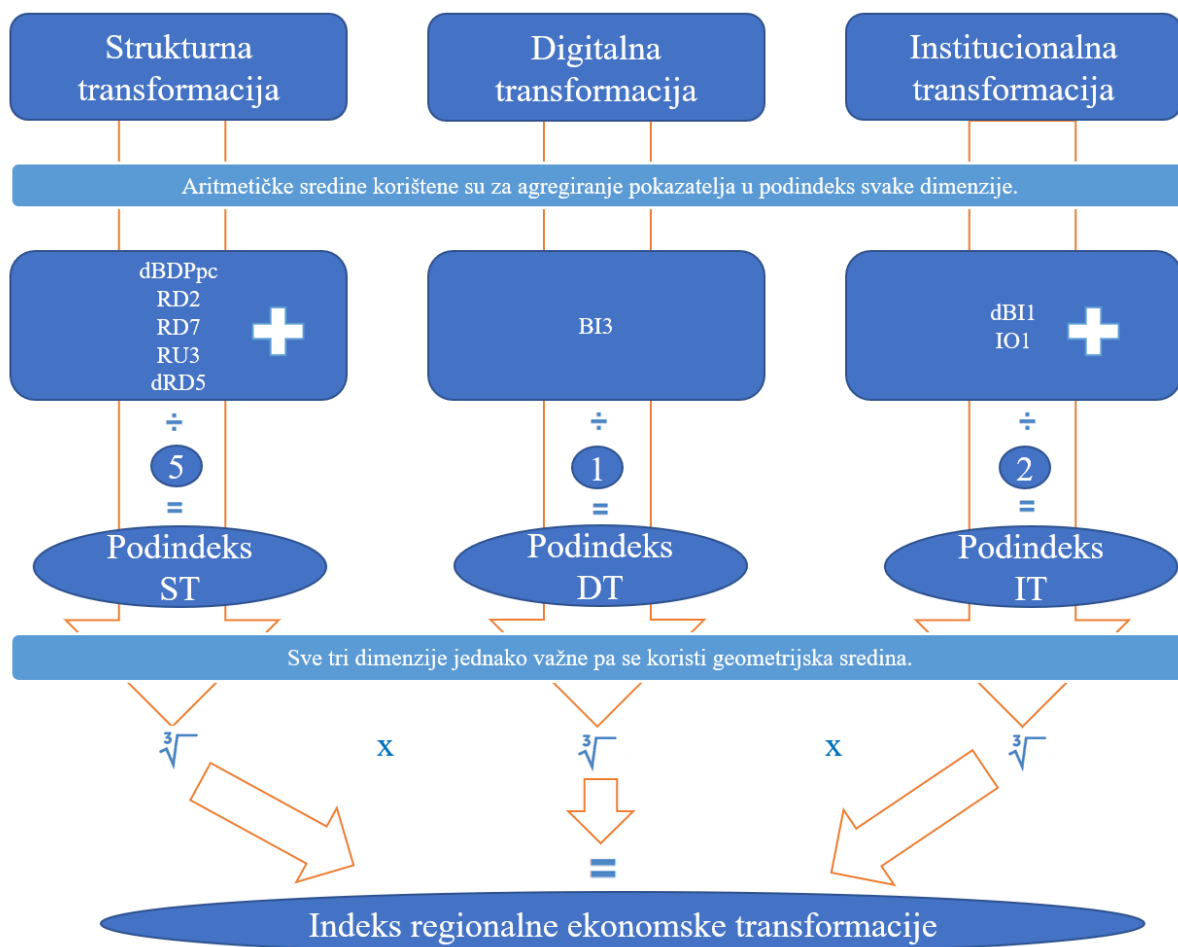 Strukturna
transformacija
Digitalna
transformacija
Institucionalna
transformacija
Aritmetičke sredine korištene su za agregiranje pokazatelja u podindeks svake dimenzije.
dBDPpc
RD2
RD7
RU3
dRD5
BI3
dBI1
IO1
÷
÷
÷
5
1
2
=
=
=
Podindeks
ST
Podindeks
DT
Podindeks
IT
Sve tri dimenzije jednako važne pa se koristi geometrijska sredina.
∛ x ∛ x ∛
=
Indeks regionalne ekonomske transformacije